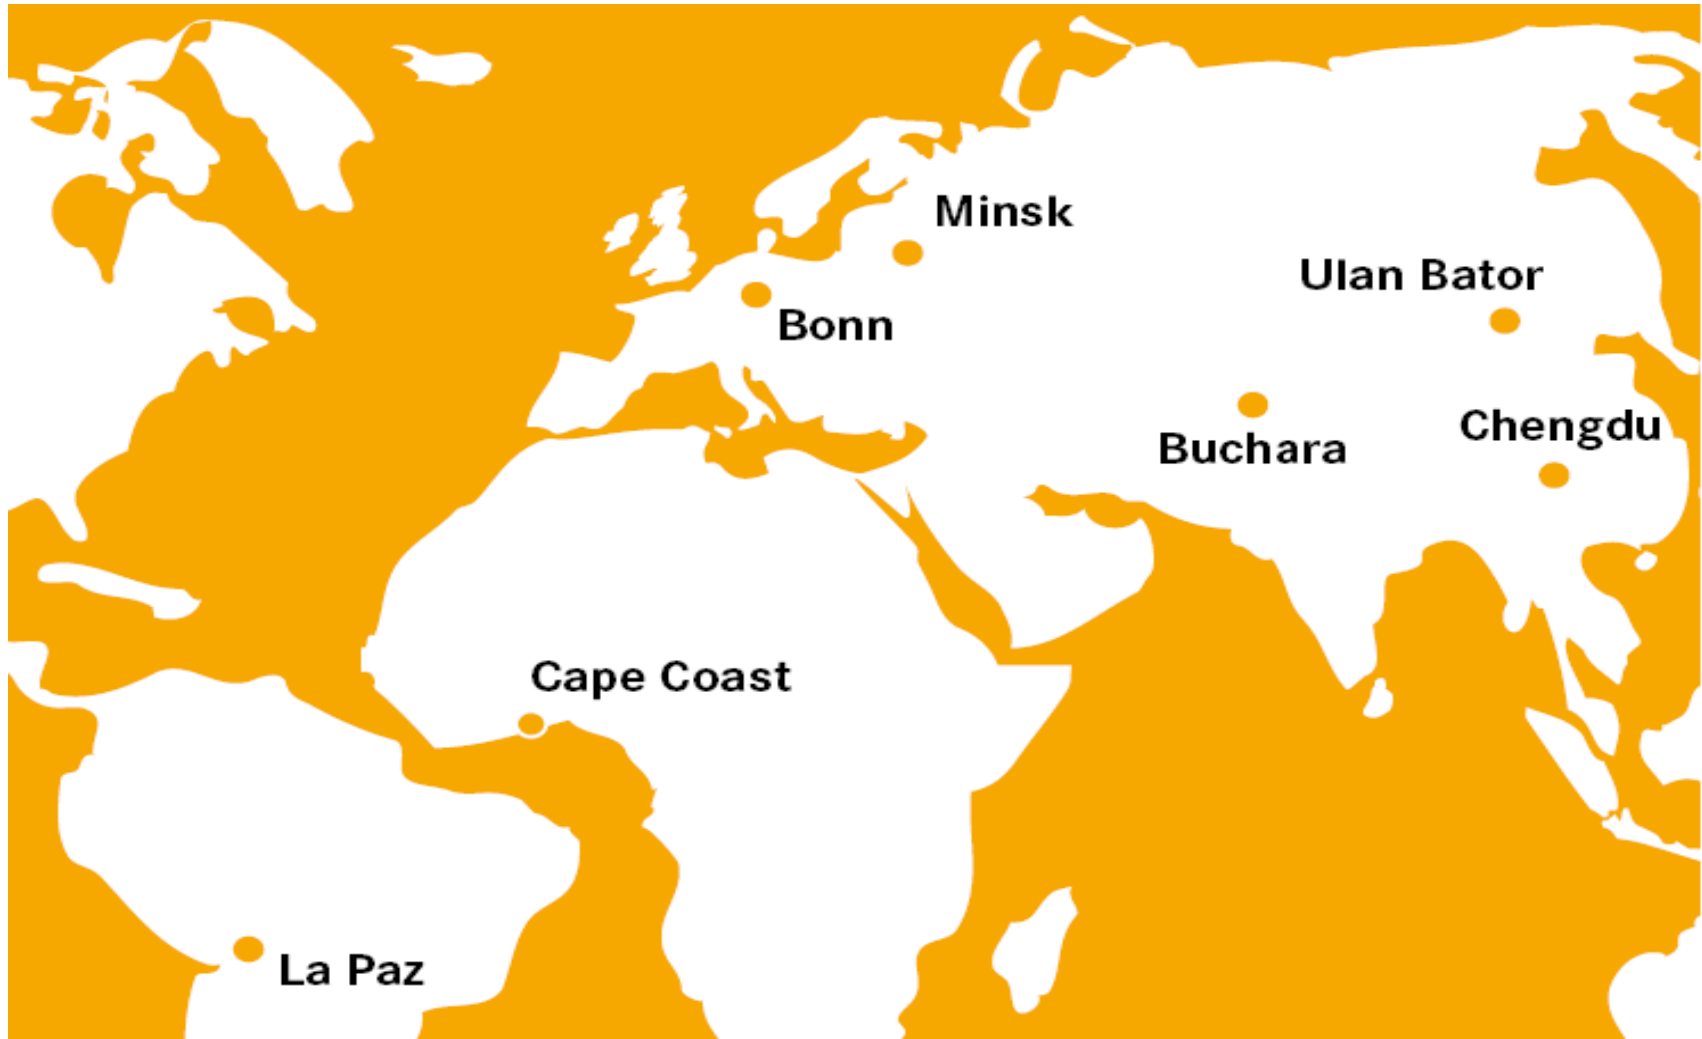 Minsk
Ulan Bator
Bonn
Chengdu
Buchara
Cape Coast
La Paz